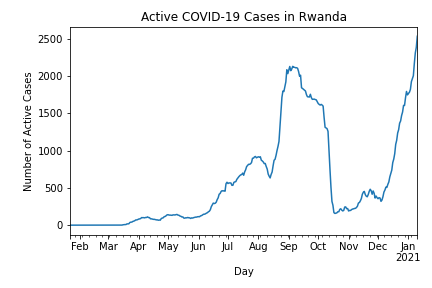 Active COVID-19 Cases in Rwanda
Number of Active Cases
2500
2000
1500
1000
500
0
Feb Mar Apr May Jun Jul Aug Sep Oct Nov Dec Jan
2021
Day